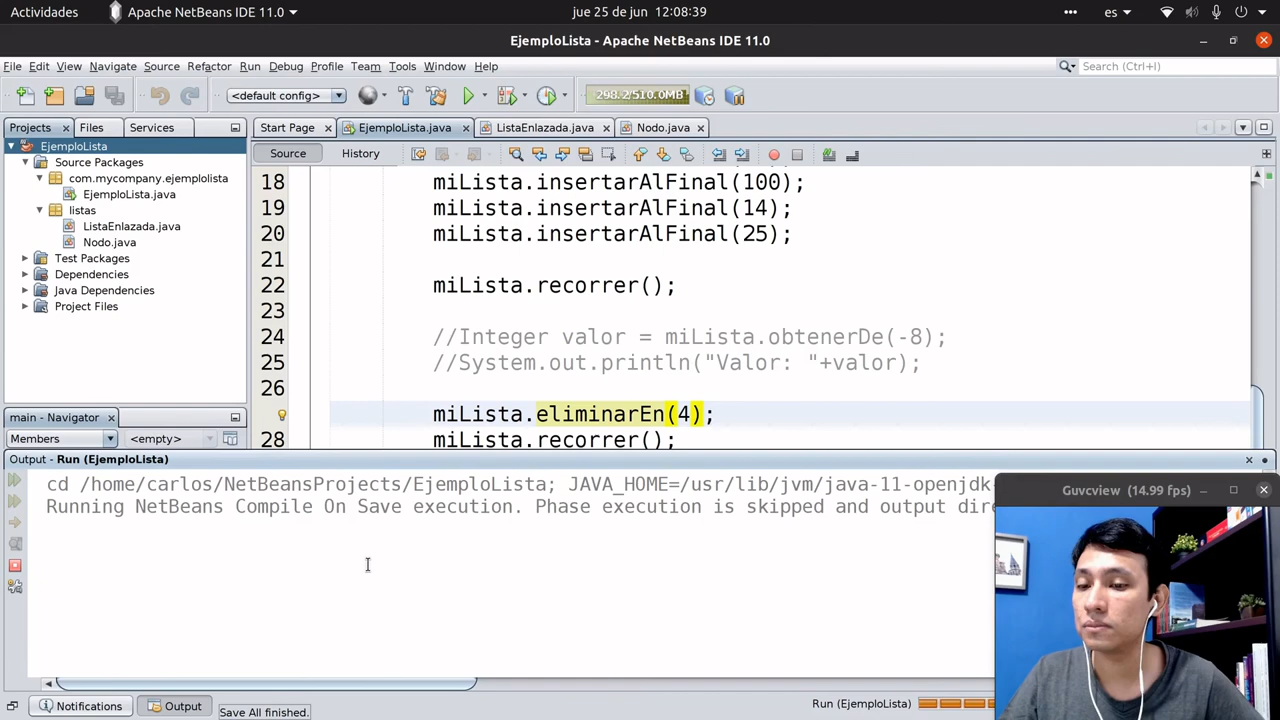 Actividades Apache NetBeans IDE 11.0 jue 25 de jun 12:08:39 es
EjemploLista - Apache NetBeans IDE 11.0
File Edit View Navigate Source Refactor Run Debug Profile Team Tools Window Help Search (Ctrl+I)
<default config> 298.2/510.0MB
Projects Files Services Start Page EjemploLista.java ListaEnlazada.java Nodo.java
EjemploLista
Source History
Source Packages
com.mycompany.ejemplolista
EjemploLista.java
listas
ListaEnlazada.java
Nodo.java
Test Packages
Dependencies
Java Dependencies
Project Files
18 miLista.insertarAlFinal(100);
19 miLista.insertarAlFinal(14);
20 miLista.insertarAlFinal(25);
21
22 miLista.recorrer();
23
24 //Integer valor = miLista.obtenerDe(-8);
25 //System.out.println("Valor: "+valor);
26
miLista.eliminarEn(4);
28 miLista.recorrer();
main - Navigator
Members <empty>
Output - Run (EjemploLista)
cd /home/carlos/NetBeansProjects/EjemploLista; JAVA_HOME=/usr/lib/jvm/java-11-openjdk
Running NetBeans Compile On Save execution. Phase execution is skipped and output dire
Guvcview (14.99 fps)
Notifications Output Save All finished. Run (EjemploLista)